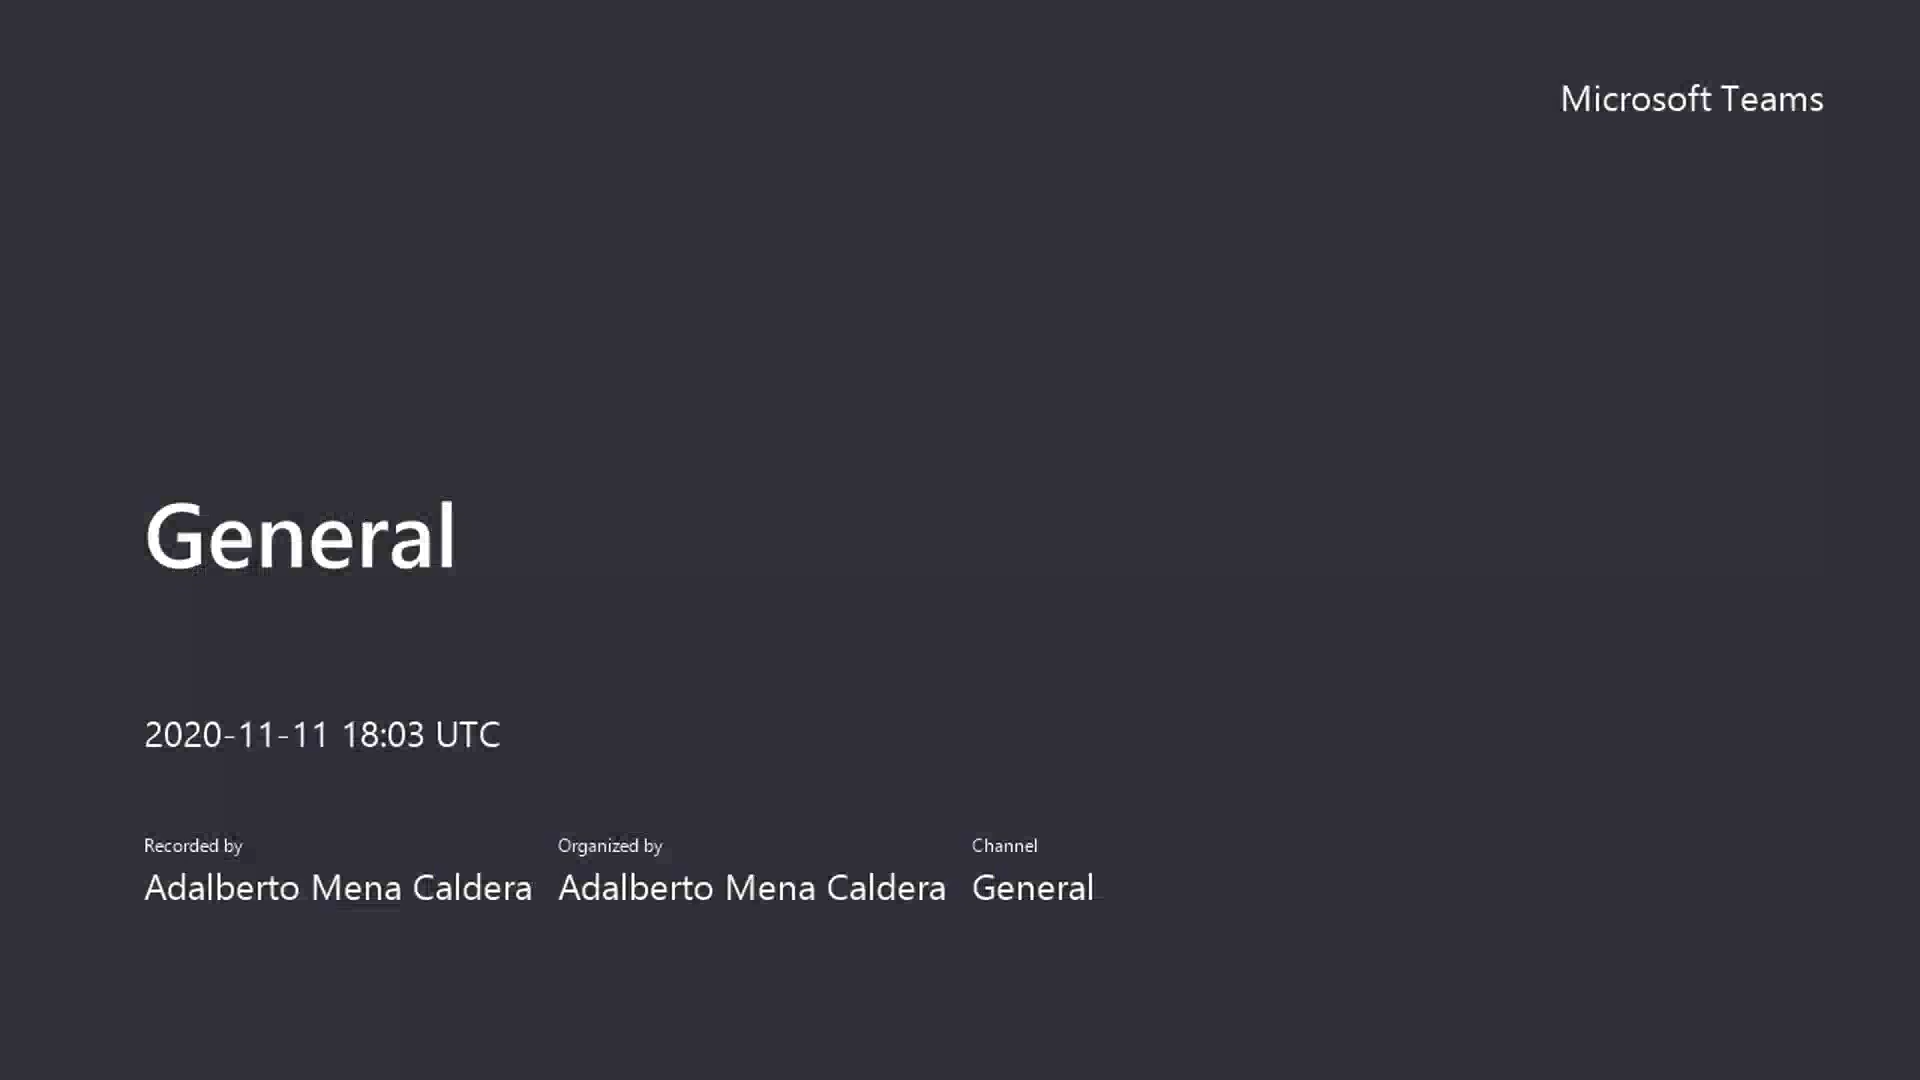 Microsoft Teams
General
2020-11-11 18:03 UTC
Recorded by
Adalberto Mena Caldera
Organized by
Adalberto Mena Caldera
Channel
General